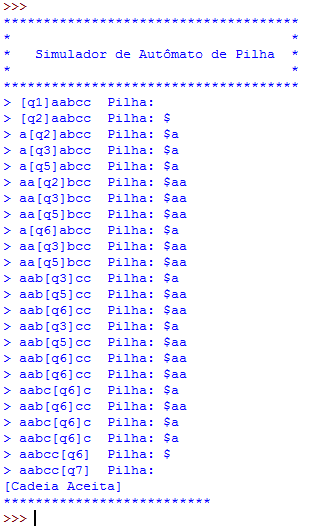 >>>
*************************************
*                                   *
*   Simulador de Autômato de Pilha  *
*                                   *
*************************************
> [q1]aabcc  Pilha:
> [q2]aabcc  Pilha: $
> a[q2]abcc  Pilha: $a
> a[q3]abcc  Pilha: $a
> a[q5]abcc  Pilha: $a
> aa[q2]bcc  Pilha: $aa
> aa[q3]bcc  Pilha: $aa
> aa[q5]bcc  Pilha: $aa
> a[q6]abcc  Pilha: $a
> aa[q3]bcc  Pilha: $aa
> aa[q5]bcc  Pilha: $aa
> aab[q3]cc  Pilha: $a
> aab[q5]cc  Pilha: $aa
> aab[q6]cc  Pilha: $aa
> aab[q3]cc  Pilha: $a
> aab[q5]cc  Pilha: $aa
> aab[q6]cc  Pilha: $aa
> aab[q6]cc  Pilha: $aa
> aabc[q6]c  Pilha: $a
> aab[q6]cc  Pilha: $aa
> aabc[q6]c  Pilha: $a
> aabc[q6]c  Pilha: $a
> aabcc[q6]  Pilha: $
> aabcc[q7]  Pilha:
[Cadeia Aceita]
**************************
>>>